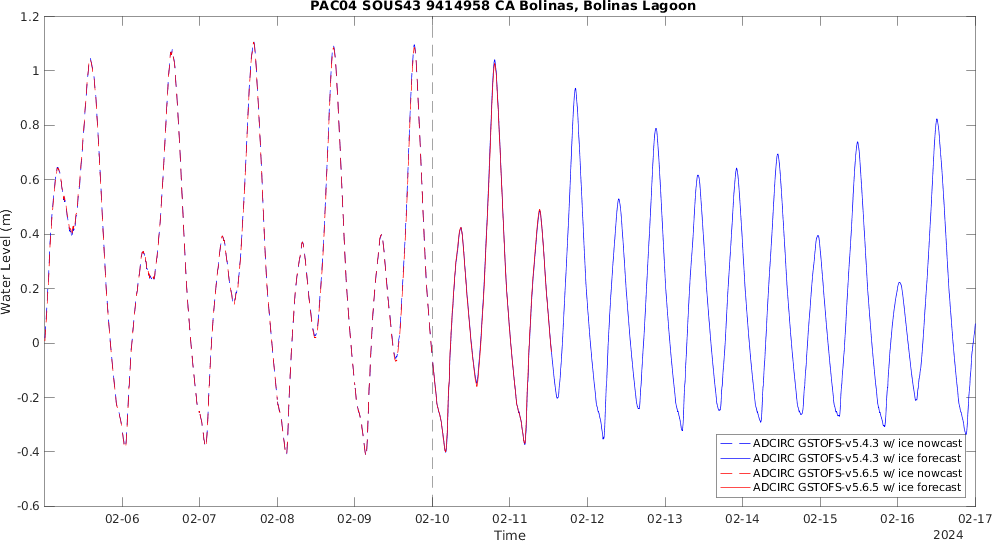 PAC04 SOUS43 9414958 CA Bolinas, Bolinas Lagoon
1.2
1
0.8
0.6
0.4
0.2
0
-0.2
-0.4
-0.6
Water Level (m)
02-06 02-07 02-08 02-09 02-10 02-11 02-12 02-13 02-14 02-15 02-16 02-17
Time
2024
ADCIRC GSTOFS-v5.4.3 w/ ice nowcast
ADCIRC GSTOFS-v5.4.3 w/ ice forecast
ADCIRC GSTOFS-v5.6.5 w/ ice nowcast
ADCIRC GSTOFS-v5.6.5 w/ ice forecast